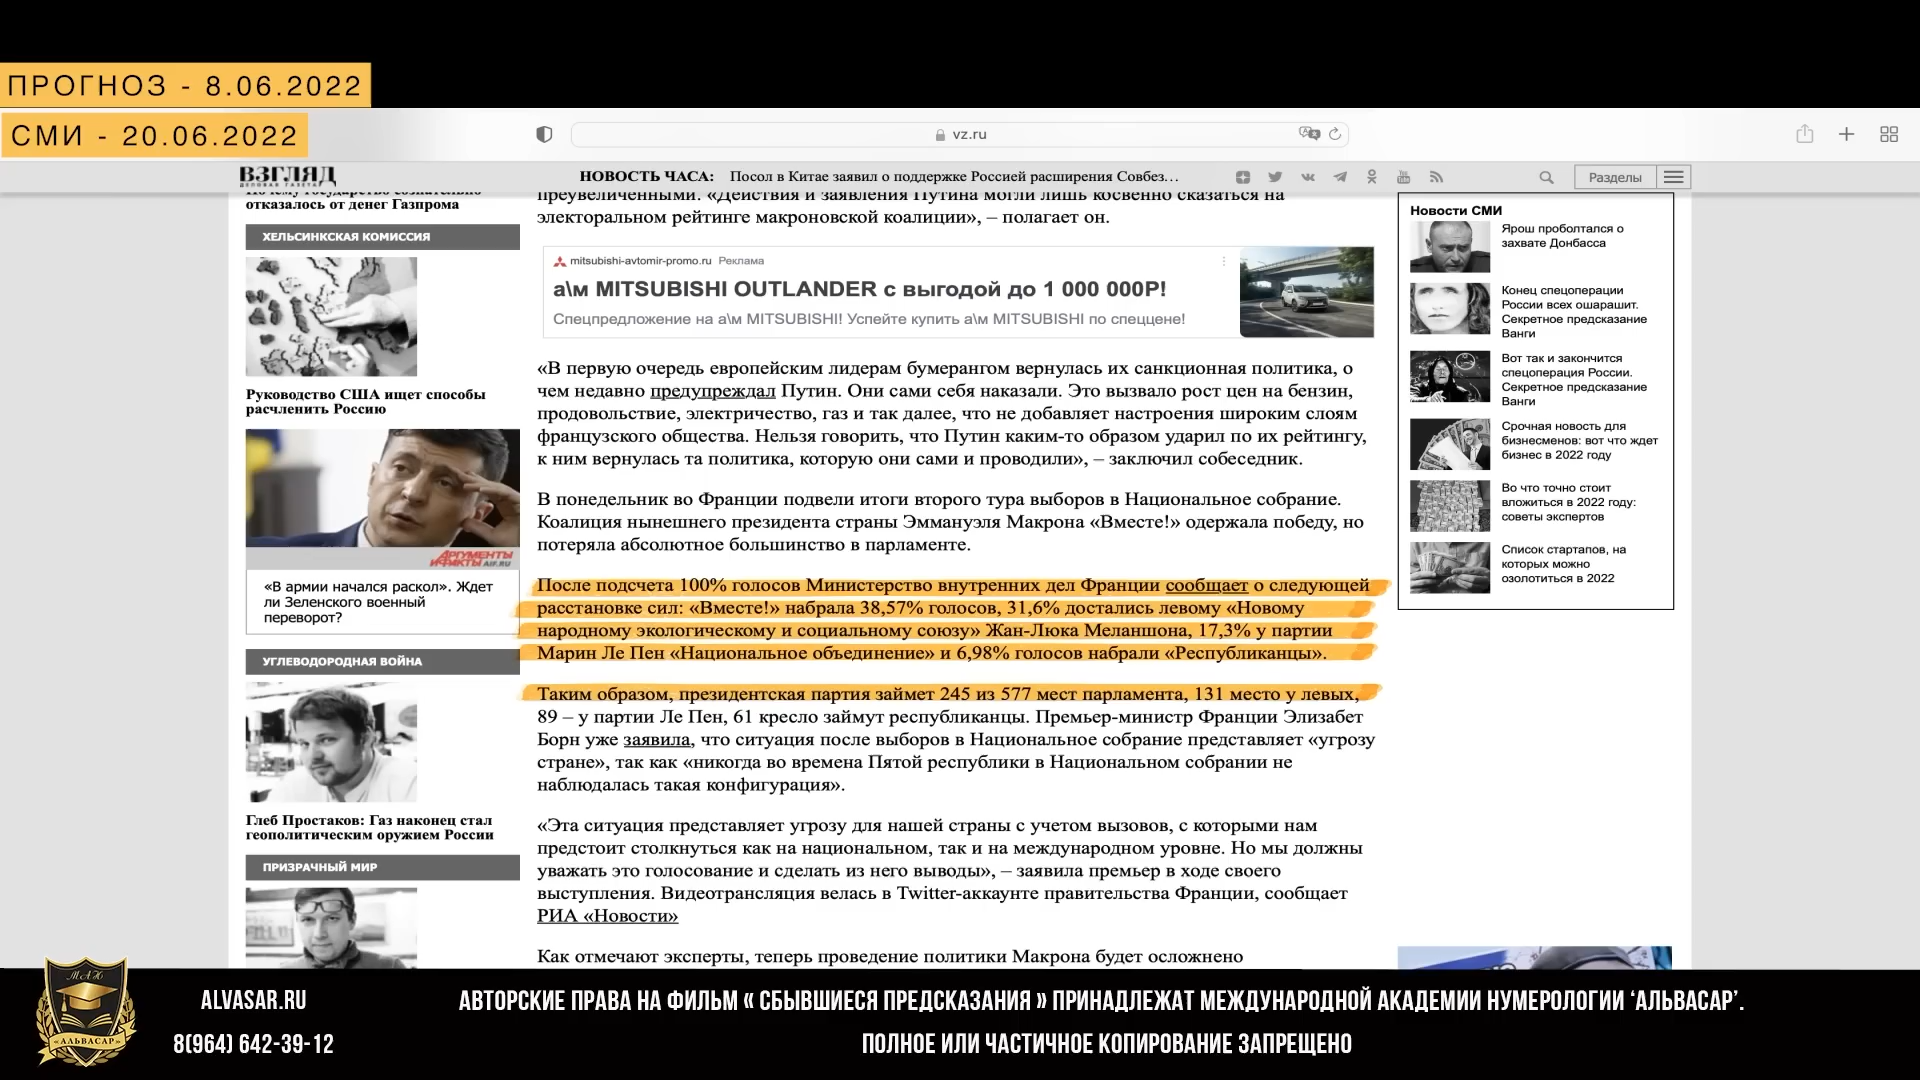 ПРОГНОЗ - 8.06.2022
СМИ - 20.06.2022
vz.ru
ВЗГЛЯД
ДЕЛОВАЯ ГАЗЕТА
НОВОСТЬ ЧАСА: Посол в Китае заявил о поддержке Россией расширения Совбез...
Разделы
Почему государство сознательно
отказалось от денег Газпрома
ХЕЛЬСИНКСКАЯ КОМИССИЯ
Руководство США ищет способы
расчленить Россию
АРГУМЕНТЫ
И ФАКТЫ AIF.RU
«В армии начался раскол». Ждет
ли Зеленского военный
переворот?
УГЛЕВОДОРОДНАЯ ВОЙНА
Глеб Простаков: Газ наконец стал
геополитическим оружием России
ПРИЗРАЧНЫЙ МИР
преувеличенными. «Действия и заявления Путина могли лишь косвенно сказаться на
электоральном рейтинге макроновской коалиции», – полагает он.
mitsubishi-avtomir-promo.ru Реклама
а\м MITSUBISHI OUTLANDER с выгодой до 1 000 000Р!
Спецпредложение на а\м MITSUBISHI! Успейте купить а\м MITSUBISHI по спеццене!
«В первую очередь европейским лидерам бумерангом вернулась их санкционная политика, о
чем недавно предупреждал Путин. Они сами себя наказали. Это вызвало рост цен на бензин,
продовольствие, электричество, газ и так далее, что не добавляет настроения широким слоям
французского общества. Нельзя говорить, что Путин каким-то образом ударил по их рейтингу,
к ним вернулась та политика, которую они сами и проводили», – заключил собеседник.
В понедельник во Франции подвели итоги второго тура выборов в Национальное собрание.
Коалиция нынешнего президента страны Эммануэля Макрона «Вместе!» одержала победу, но
потеряла абсолютное большинство в парламенте.
После подсчета 100% голосов Министерство внутренних дел Франции сообщает о следующей
расстановке сил: «Вместе!» набрала 38,57% голосов, 31,6% достались левому «Новому
народному экологическому и социальному союзу» Жан-Люка Меланшона, 17,3% у партии
Марин Ле Пен «Национальное объединение» и 6,98% голосов набрали «Республиканцы».
Таким образом, президентская партия займет 245 из 577 мест парламента, 131 место у левых,
89 – у партии Ле Пен, 61 кресло займут республиканцы. Премьер-министр Франции Элизабет
Борн уже заявила, что ситуация после выборов в Национальное собрание представляет «угрозу
стране», так как «никогда во времена Пятой республики в Национальном собрании не
наблюдалась такая конфигурация».
«Эта ситуация представляет угрозу для нашей страны с учетом вызовов, с которыми нам
предстоит столкнуться как на национальном, так и на международном уровне. Но мы должны
уважать это голосование и сделать из него выводы», – заявила премьер в ходе своего
выступления. Видеотрансляция велась в Twitter-аккаунте правительства Франции, сообщает
РИА «Новости»
Как отмечают эксперты, теперь проведение политики Макрона будет осложнено
Новости СМИ
Ярош проболтался о
захвате Донбасса
Конец спецоперации
России всех ошарашит.
Секретное предсказание
Ванги
Вот так и закончится
спецоперация России.
Секретное предсказание
Ванги
Срочная новость для
бизнесменов: вот что ждет
бизнес в 2022 году
Во что точно стоит
вложиться в 2022 году:
советы экспертов
Список стартапов, на
которых можно
озолотиться в 2022
МАН
«АЛЬВАСАР»
ALVASAR.RU
8(964) 642-39-12
АВТОРСКИЕ ПРАВА НА ФИЛЬМ « СБЫВШИЕСЯ ПРЕДСКАЗАНИЯ » ПРИНАДЛЕЖАТ МЕЖДУНАРОДНОЙ АКАДЕМИИ НУМЕРОЛОГИИ ‘АЛЬВАСАР’.
ПОЛНОЕ ИЛИ ЧАСТИЧНОЕ КОПИРОВАНИЕ ЗАПРЕЩЕНО